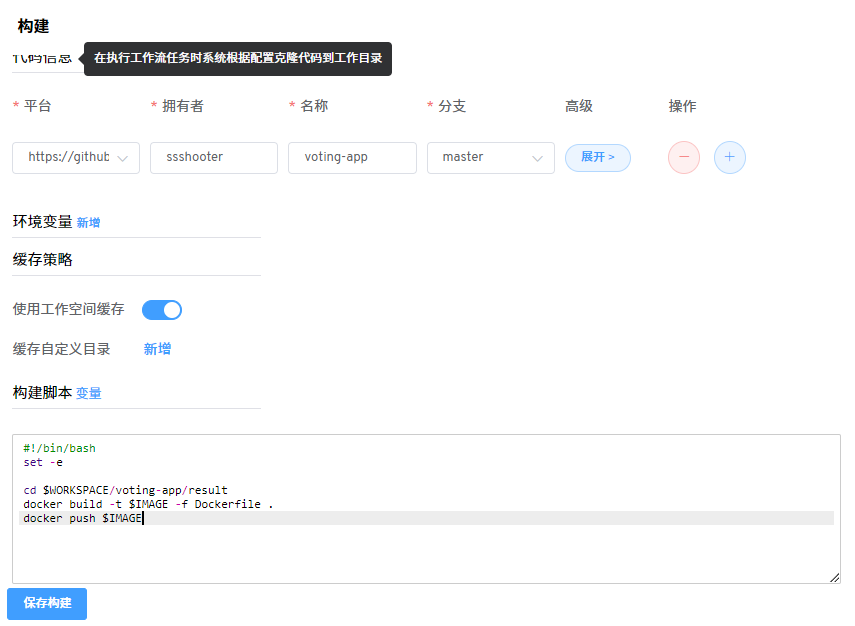 构建
代码信息
在执行工作流任务时系统根据配置克隆代码到工作目录
* 平台 * 拥有者 * 名称 * 分支 高级 操作
https://github ssshooter voting-app master 展开 >
环境变量 新增
缓存策略
使用工作空间缓存
缓存自定义目录 新增
构建脚本 变量
#!/bin/bash
set -e
cd $WORKSPACE/voting-app/result
docker build -t $IMAGE -f Dockerfile .
docker push $IMAGE
保存构建